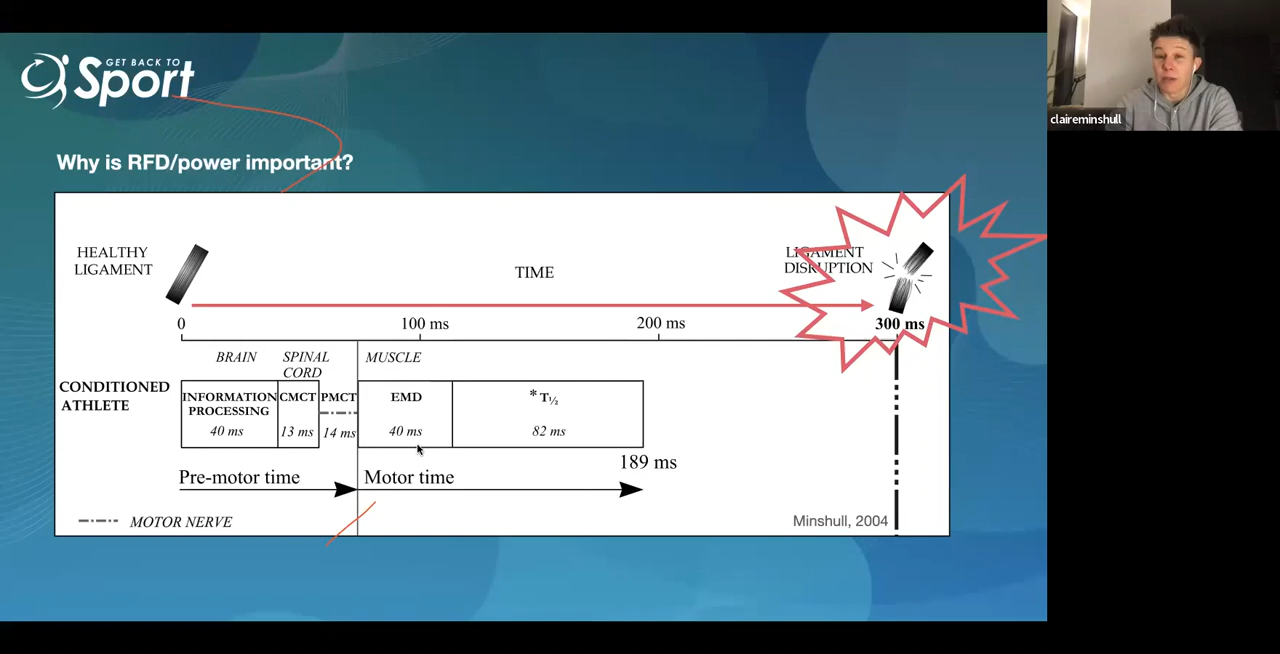 GET BACK TO
Sport
claireminshull
Why is RFD/power important?
HEALTHY
LIGAMENT
TIME
LIGAMENT
DISRUPTION
0
100 ms
200 ms
300 ms
BRAIN
SPINAL
CORD
MUSCLE
CONDITIONED
ATHLETE
INFORMATION
PROCESSING
40 ms
CMCT
13 ms
PMCT
14 ms
EMD
40 ms
* T1/2
82 ms
189 ms
Pre-motor time
Motor time
MOTOR NERVE
Minshull, 2004